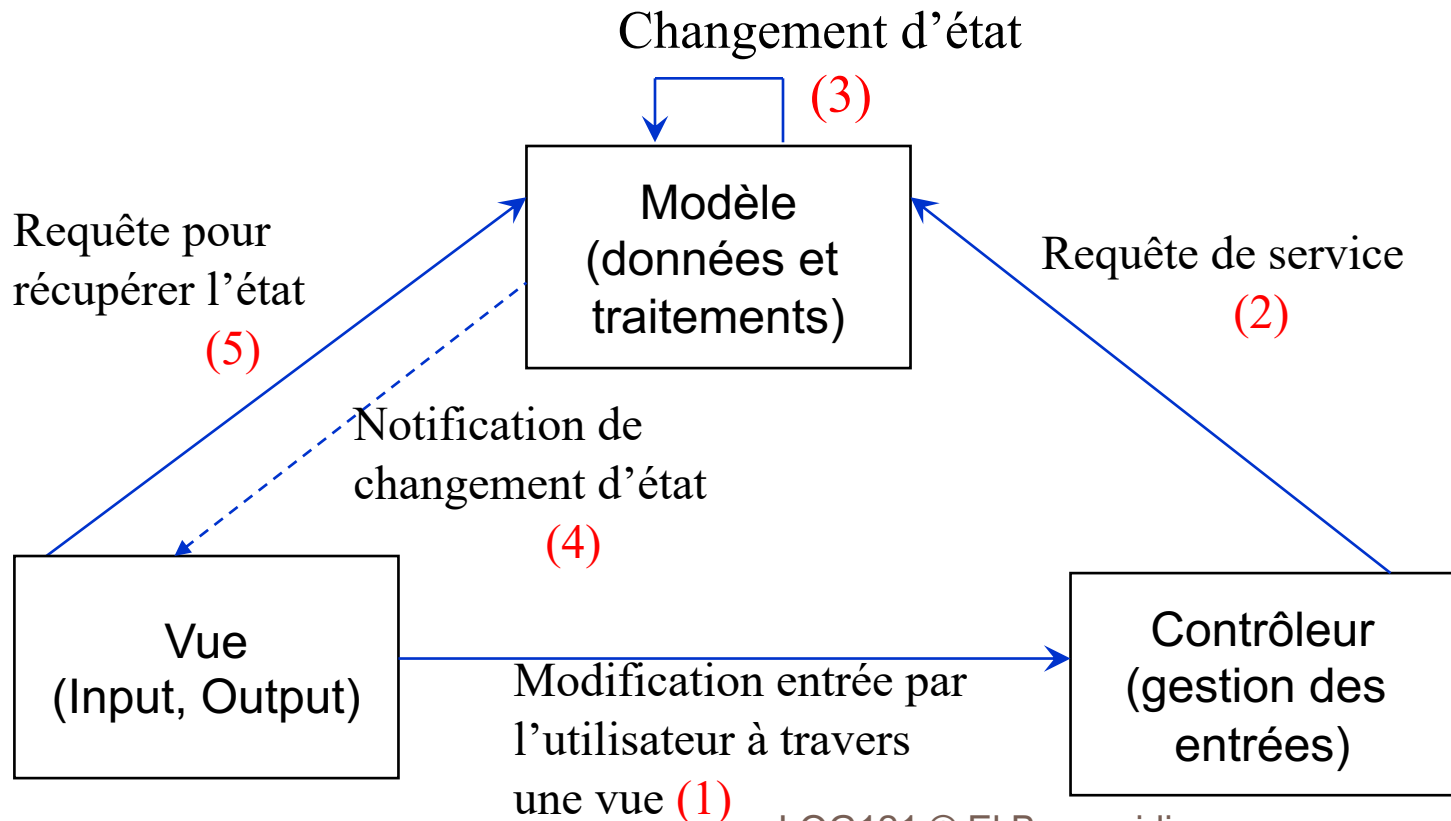 Changement d’état
(3)
Modèle
(données et
traitements)
Requête pour
récupérer l’état
(5)
Requête de service
(2)
Notification de
changement d’état
(4)
Vue
(Input, Output)
Modification entrée par
l’utilisateur à travers
une vue (1)
Contrôleur
(gestion des
entrées)